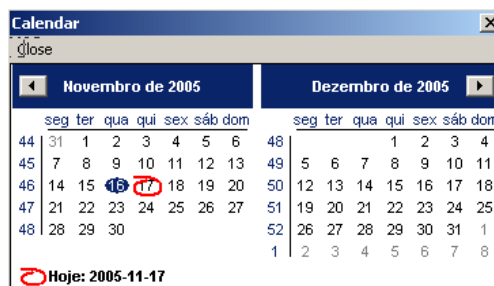 Calendar
Close
Novembro de 2005 Dezembro de 2005
seg ter qua qui sex sáb dom seg ter qua qui sex sáb dom
44 31 1 2 3 4 5 6 48 1 2 3 4
45 7 8 9 10 11 12 13 49 5 6 7 8 9 10 11
46 14 15 16 17 18 19 20 50 12 13 14 15 16 17 18
47 21 22 23 24 25 26 27 51 19 20 21 22 23 24 25
48 28 29 30 52 26 27 28 29 30 31 1
1 2 3 4 5 6 7 8
Hoje: 2005-11-17